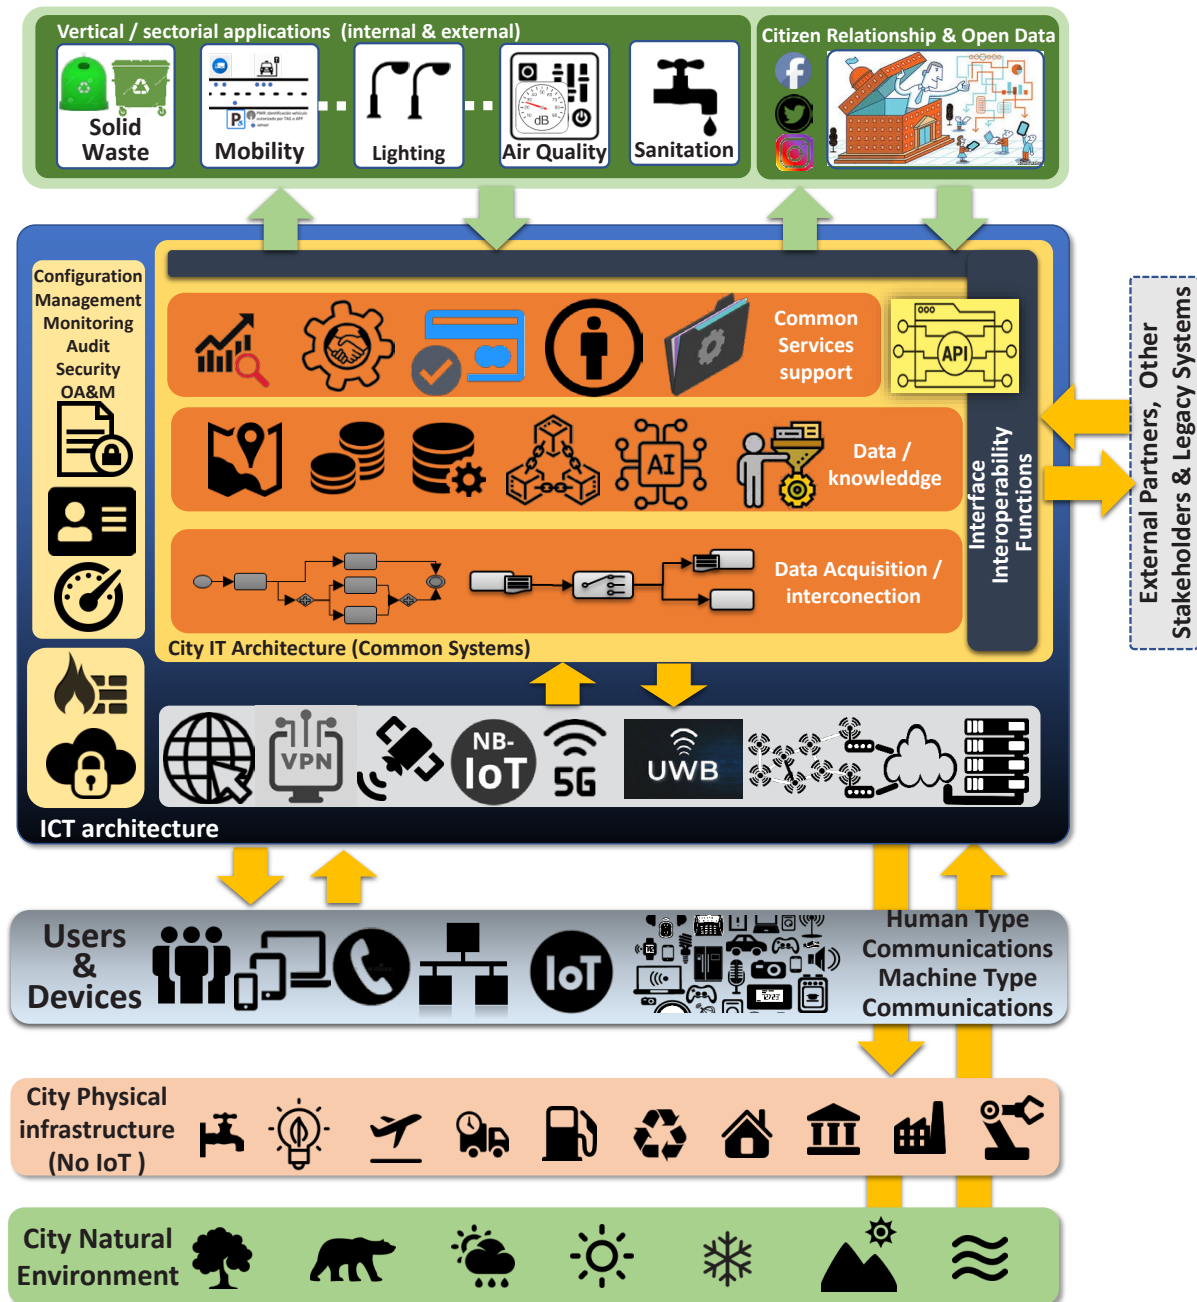 Vertical / sectorial applications (internal & external)
Solid
Waste
P
Mobility
Lighting
dB
Air Quality
Sanitation
Citizen Relationship & Open Data
Configuration
Management
Monitoring
Audit
Security
OA&M
Common
Services
support
API
AI
Data /
knowleddge
Data Acquisition /
interconection
Interface
Interoperability
Functions
City IT Architecture (Common Systems)
External Partners, Other
Stakeholders & Legacy Systems
VPN
NB-
IoT
5G
UWB
ICT architecture
Users
&
Devices
IoT
Human Type
Communications
Machine Type
Communications
City Physical
infrastructure
(No IoT )
City Natural
Environment